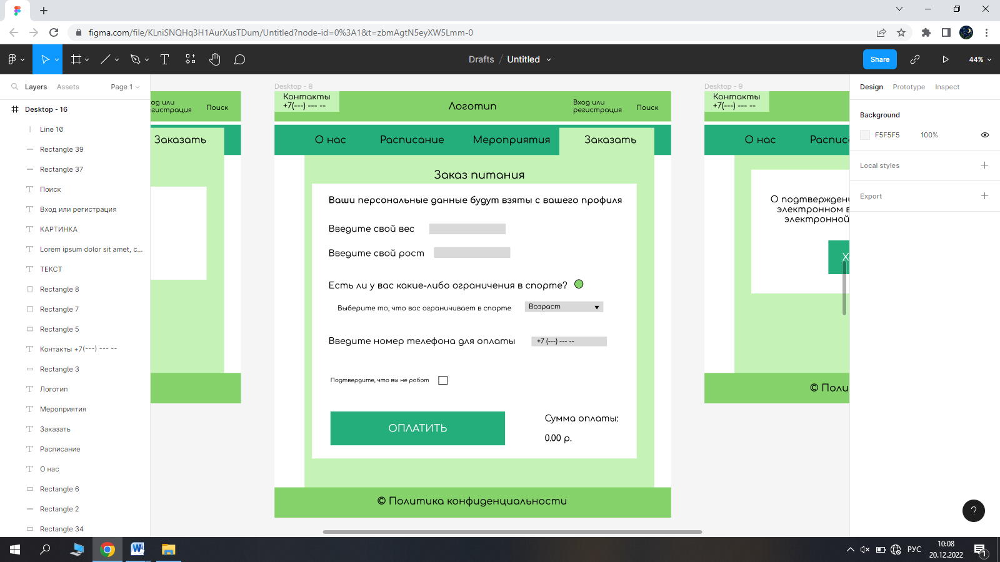 figma.com/file/KLniSNQHq3H1AurXusTDum/Untitled?node-id=0%3A1&t=zbmAgtN5eyXW5Lmm-0
Drafts / Untitled
Share
44%
Layers Assets Page 1
Desktop - 16
Line 10
Rectangle 39
Rectangle 37
Поиск
Вход или регистрация
КАРТИНКА
Lorem ipsum dolor sit amet, c...
ТЕКСТ
Rectangle 8
Rectangle 7
Rectangle 5
Контакты +7(---) --- --
Rectangle 3
Логотип
Мероприятия
Заказать
Расписание
О нас
Rectangle 6
Rectangle 2
Rectangle 34
од или
егистрация
Поиск
Заказать
Desktop - 8
Контакты
+7(---) --- --
Логотип
Вход или
регистрация
Поиск
О нас Расписание Мероприятия Заказать
Заказ питания
Ваши персональные данные будут взяты с вашего профиля
Введите свой вес
Введите свой рост
Есть ли у вас какие-либо ограничения в спорте?
Выберите то, что вас ограничивает в спорте Возраст
Введите номер телефона для оплаты +7 (---) --- --
Подтвердите, что вы не робот
ОПЛАТИТЬ
Сумма оплаты:
0.00 р.
© Политика конфиденциальности
Desktop - 9
Контакты
+7(---) --- --
О нас Распис
О подтвержден
электронном в
электронной
Х
© Поли
Design Prototype Inspect
Background
F5F5F5 100%
Local styles
Export
?
РУС
10:08
20.12.2022
1